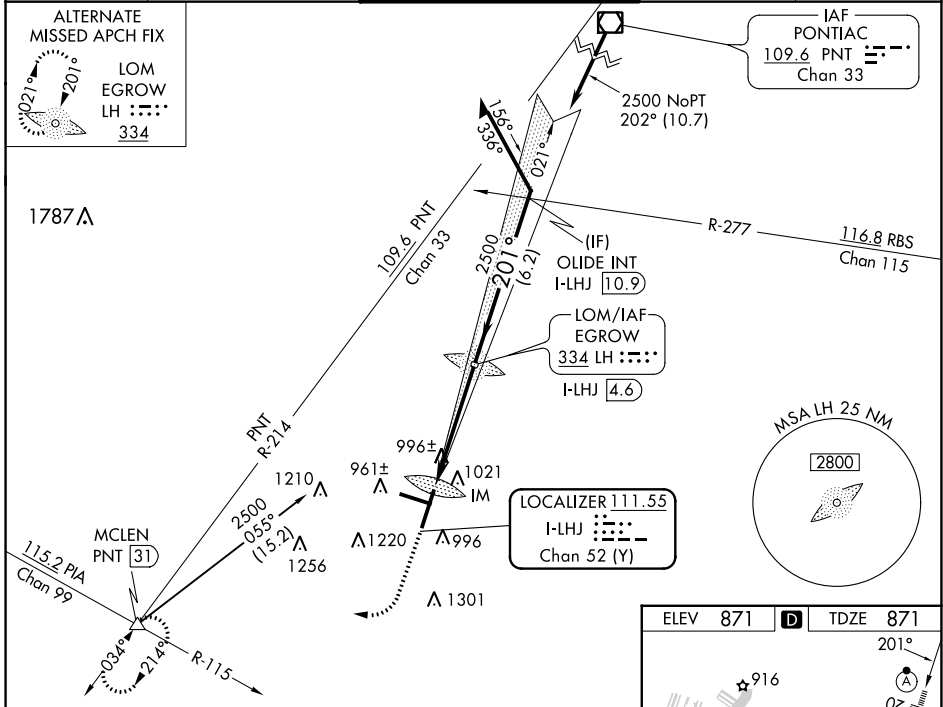 ALTERNATE
MISSED APCH FIX
021°
201°
LOM
EGROW
LH
334
IAF
PONTIAC
109.6 PNT
Chan 33
2500 NoPT
202° (10.7)
156°
336°
021°
1787
109.6 PNT
Chan 33
R-277
116.8 RBS
Chan 115
2500
201°
(6.2)
(IF)
OLIDE INT
I-LHJ 10.9
LOM/IAF
EGROW
334 LH
I-LHJ 4.6
PNT
R-214
MSA LH 25 NM
2800
996±
961±
1021
IM
1210
2500
055°
(15.2)
1256
1220
996
LOCALIZER 111.55
I-LHJ
Chan 52 (Y)
MCLEN
PNT 31
115.2 PIA
Chan 99
1301
034°
214°
R-115
ELEV 871 D TDZE 871
201°
916
A